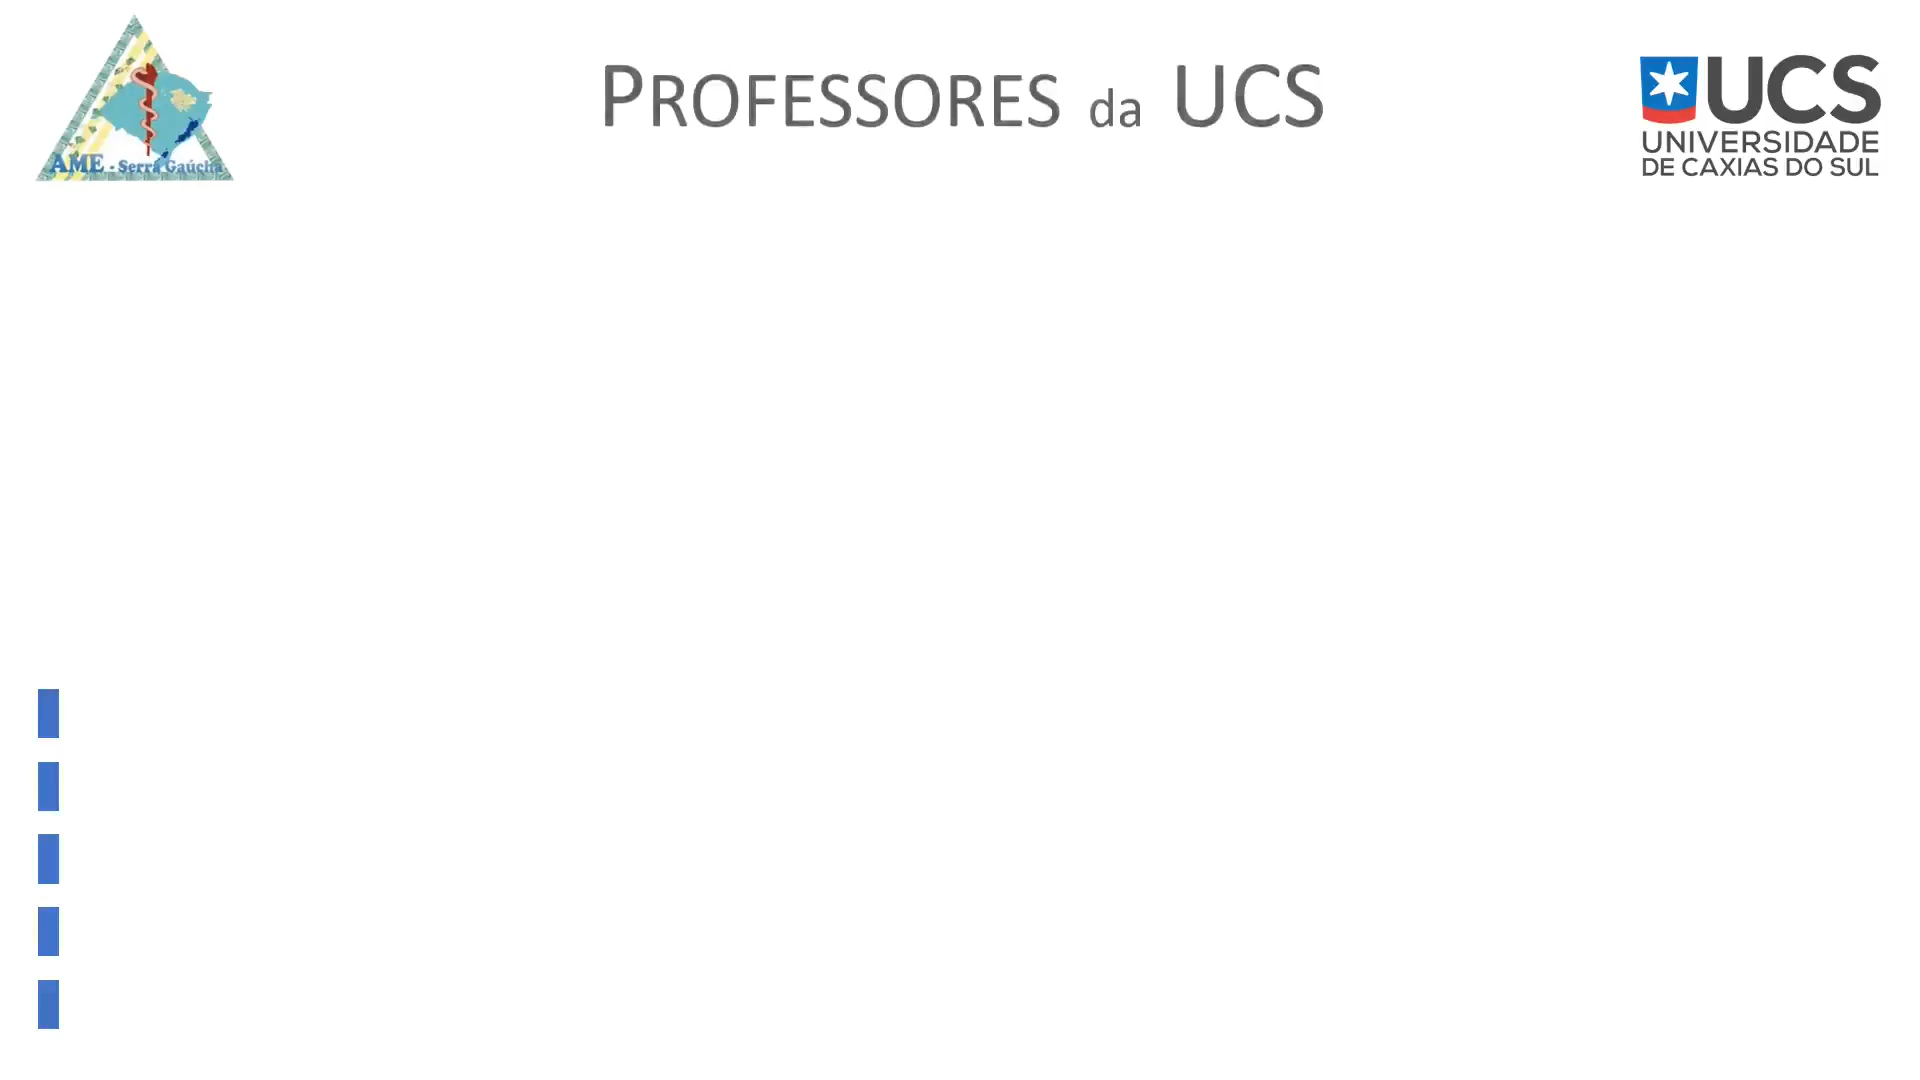 PROFESSORES da UCS
AME - Serra Gaúcha
UCS
UNIVERSIDADE
DE CAXIAS DO SUL